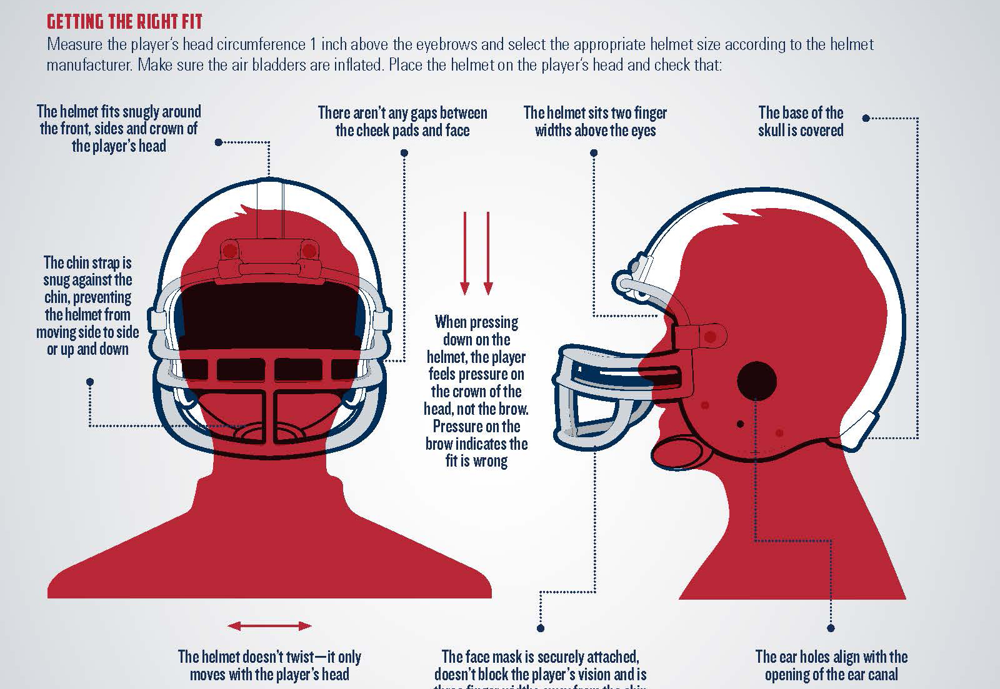 GETTING THE RIGHT FIT
Measure the player's head circumference 1 inch above the eyebrows and select the appropriate helmet size according to the helmet
manufacturer. Make sure the air bladders are inflated. Place the helmet on the player's head and check that:
The helmet fits snugly around
the front, sides and crown of
the player's head
There aren't any gaps between
the cheek pads and face
The helmet sits two finger
widths above the eyes
The base of the
skull is covered
The chin strap is
snug against the
chin, preventing
the helmet from
moving side to side
or up and down
When pressing
down on the
helmet, the player
feels pressure on
the crown of the
head, not the brow.
Pressure on the
brow indicates the
fit is wrong
The helmet doesn't twist—it only
moves with the player's head
The face mask is securely attached,
doesn't block the player's vision and is
three finger widths away from the
The ear holes align with the
opening of the ear canal